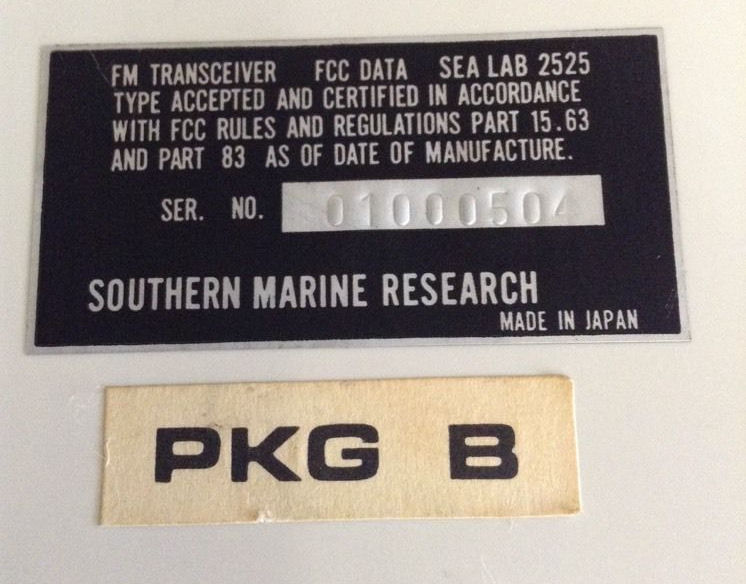 FM TRANSCEIVER FCC DATA SEA LAB 2525
TYPE ACCEPTED AND CERTIFIED IN ACCORDANCE
WITH FCC RULES AND REGULATIONS PART 15.63
AND PART 83 AS OF DATE OF MANUFACTURE.
SER. NO. 01000504
SOUTHERN MARINE RESEARCH
MADE IN JAPAN
PKG B